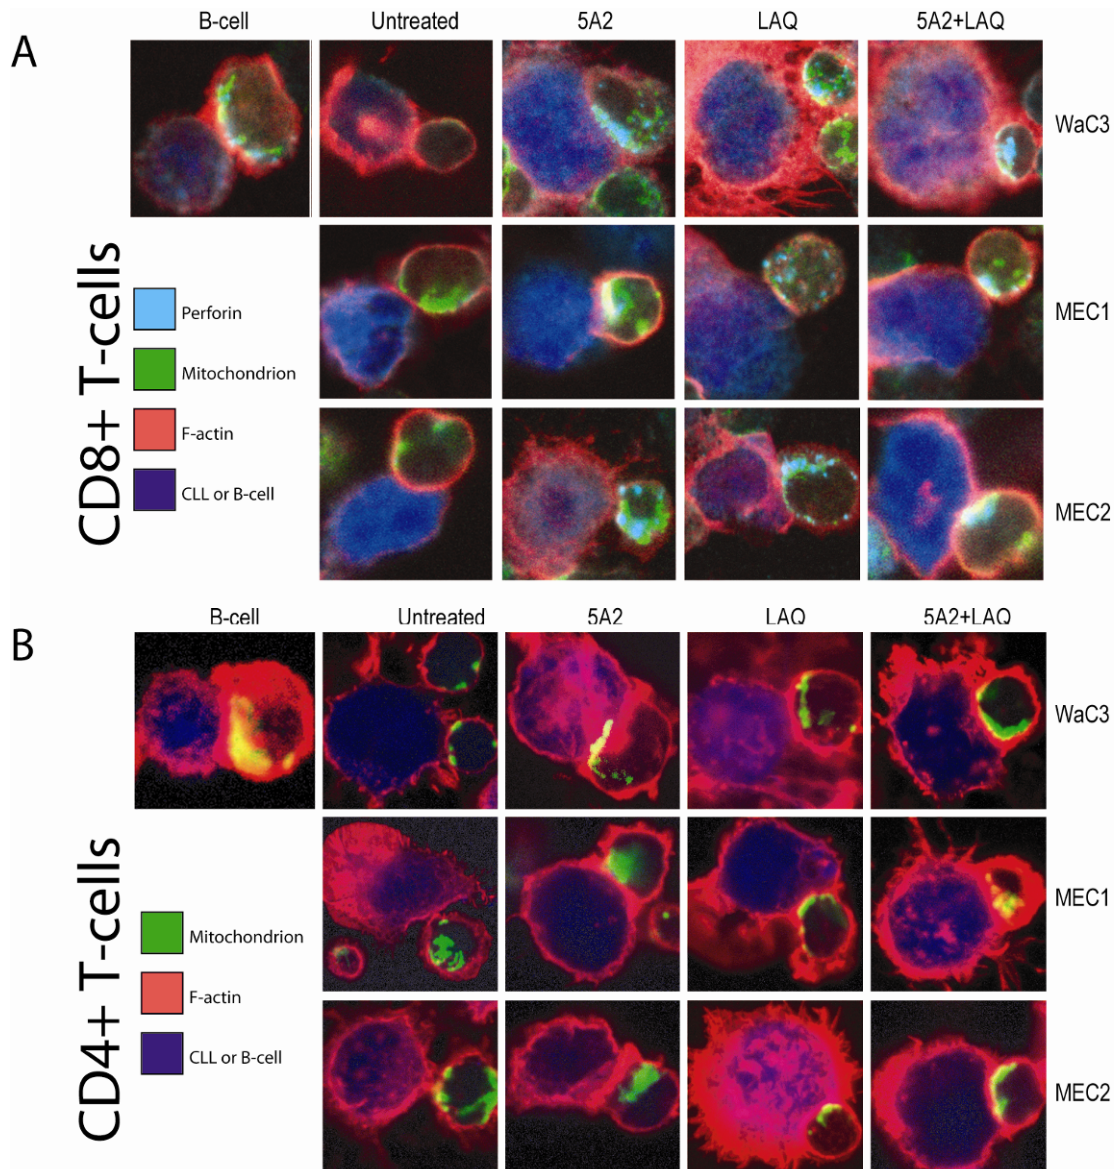 A
B-cell Untreated 5A2 LAQ 5A2+LAQ
WaC3
MEC1
MEC2
CD8+ T-cells
Perforin
Mitochondrion
F-actin
CLL or B-cell
B
B-cell Untreated 5A2 LAQ 5A2+LAQ
WaC3
MEC1
MEC2
CD4+ T-cells
Mitochondrion
F-actin
CLL or B-cell